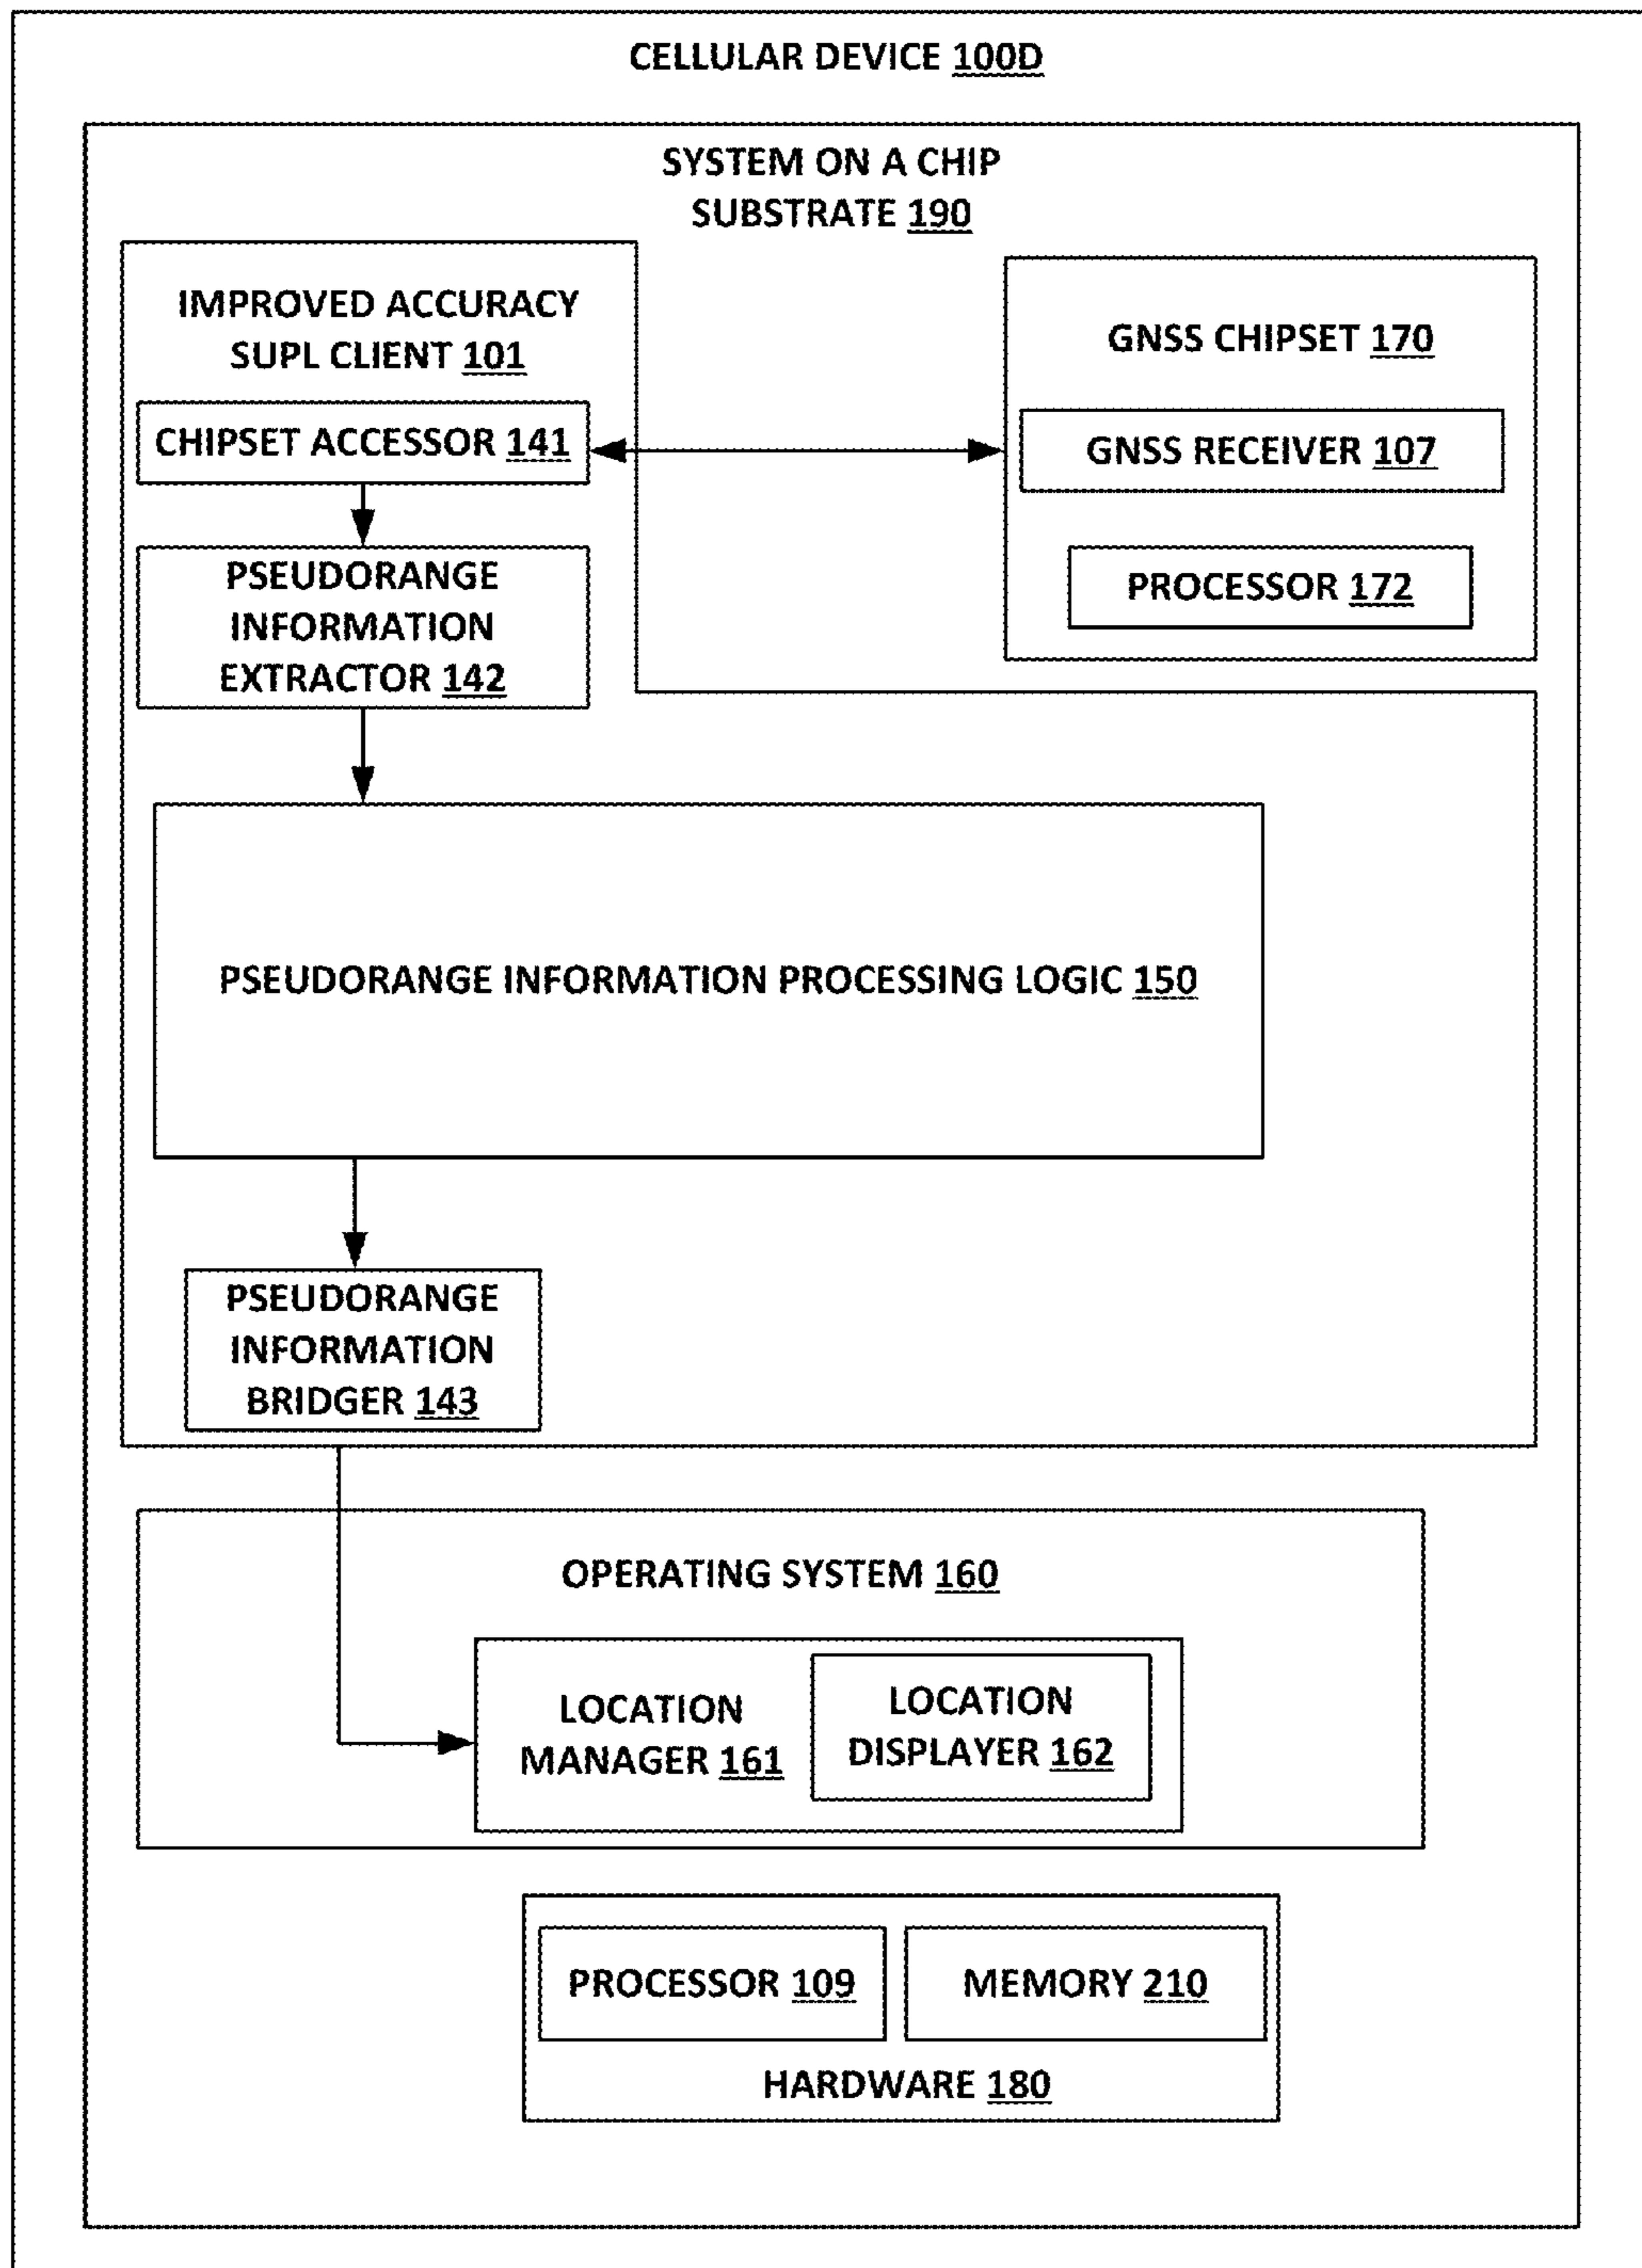 CELLULAR DEVICE 100D
SYSTEM ON A CHIP
SUBSTRATE 190
IMPROVED ACCURACY
SUPL CLIENT 101
GNSS CHIPSET 170
CHIPSET ACCESSOR 141
GNSS RECEIVER 107
PROCESSOR 172
PSEUDORANGE
INFORMATION
EXTRACTOR 142
PSEUDORANGE INFORMATION PROCESSING LOGIC 150
PSEUDORANGE
INFORMATION
BRIDGER 143
OPERATING SYSTEM 160
LOCATION
MANAGER 161
LOCATION
DISPLAYER 162
PROCESSOR 109
MEMORY 210
HARDWARE 180